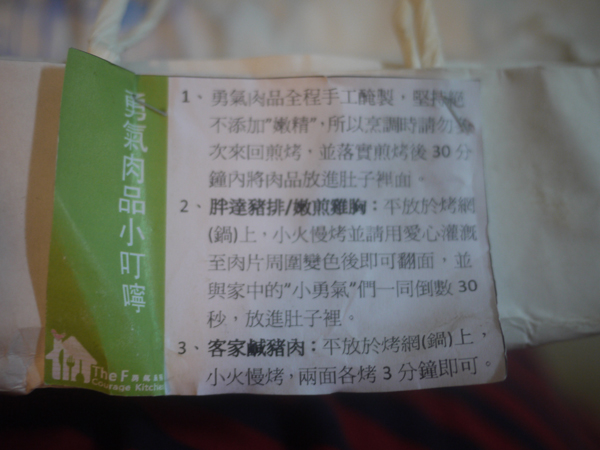 勇氣肉品小叮嚀
1、勇氣肉品全程手工醃製，堅持絕
不添加"嫩精"，所以烹調時請勿
次來回煎烤，並落實煎烤後 30 分
鐘內將肉品放進肚子裡面。
2、胖達豬排/嫩煎雞胸：平放於烤網
(鍋)上，小火慢烤並請用愛心灌溉
至肉片周圍變色後即可翻面，並
與家中的"小勇氣"們一同倒數 30
秒，放進肚子裡。
3、客家鹹豬肉：平放於烤網(鍋)上，
小火慢烤，兩面各烤 3 分鐘即可。
The F
Courage Kitchen